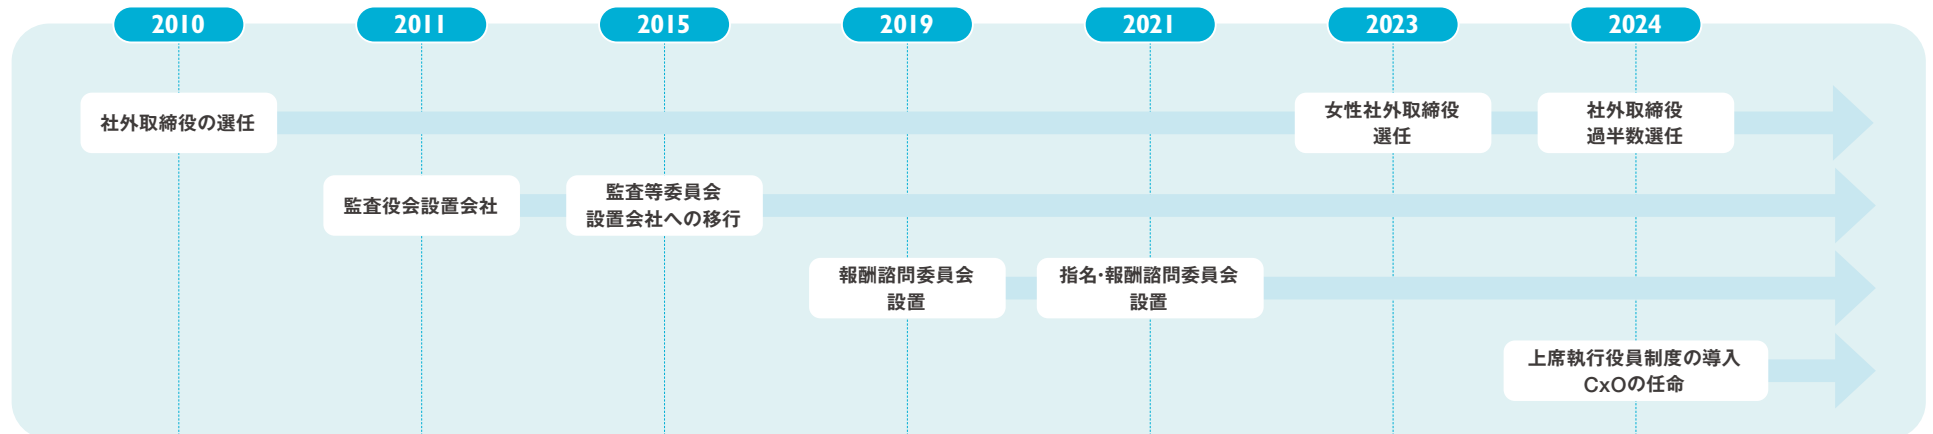 2010
2011
2015
2019
2021
2023
2024
社外取締役の選任
女性社外取締役
選任
社外取締役
過半数選任
監査役会設置会社
監査等委員会
設置会社への移行
報酬諮問委員会
設置
指名・報酬諮問委員会
設置
上席執行役員制度の導入
CxOの任命